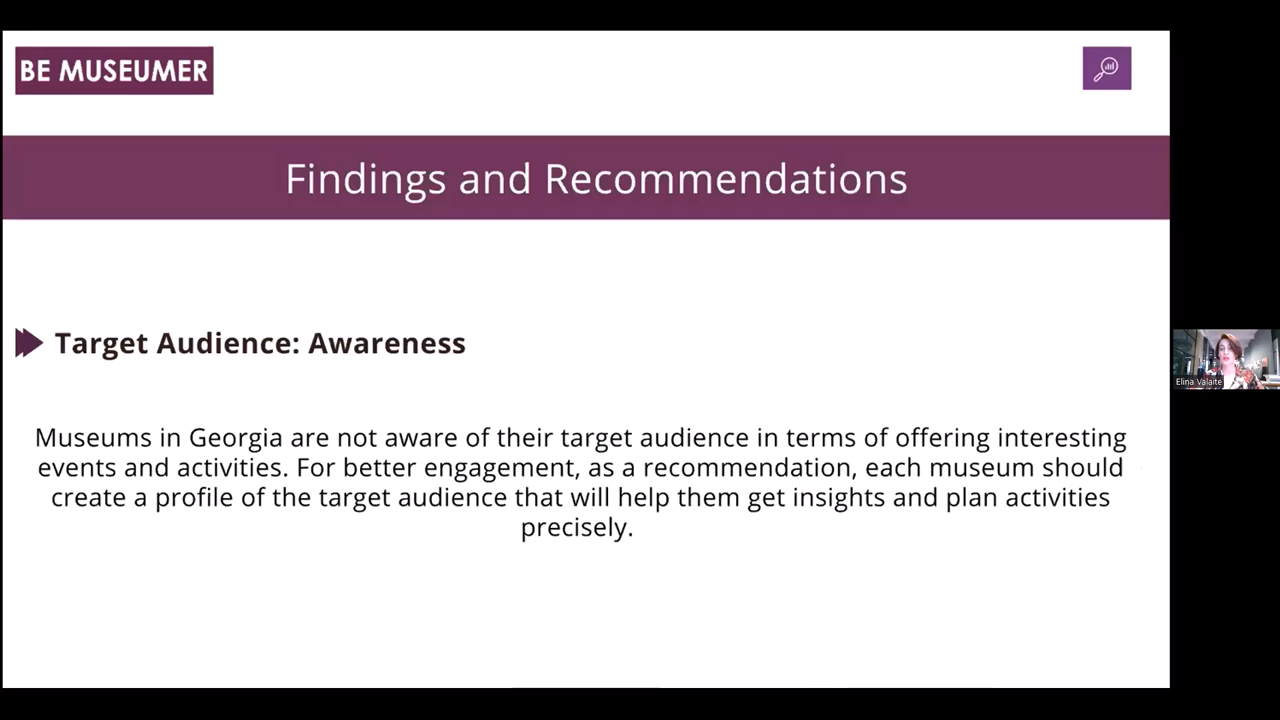 BE MUSEUMER
Findings and Recommendations
Target Audience: Awareness
Museums in Georgia are not aware of their target audience in terms of offering interesting
events and activities. For better engagement, as a recommendation, each museum should
create a profile of the target audience that will help them get insights and plan activities
precisely.
Elina Valaite